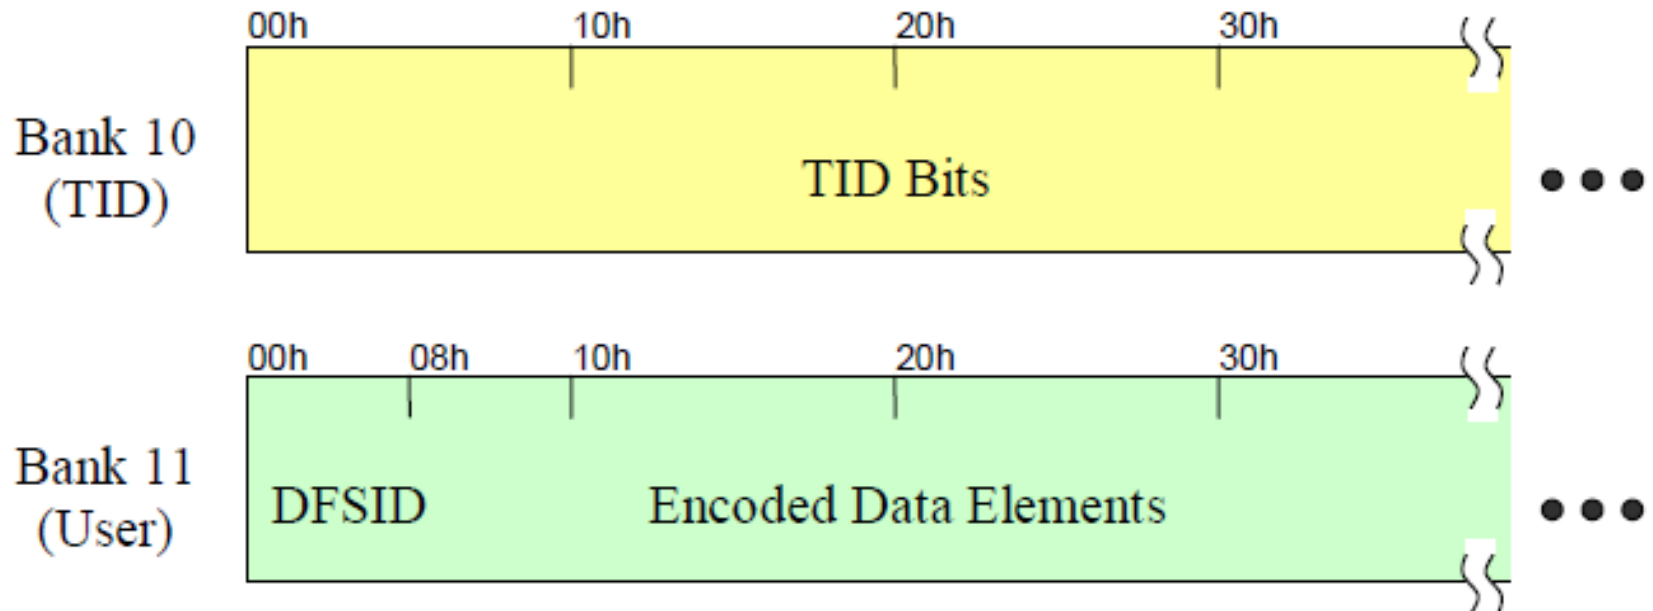 00h 10h 20h 30h
Bank 10
(TID)
TID Bits
00h 08h 10h 20h 30h
Bank 11
(User)
DFSID Encoded Data Elements